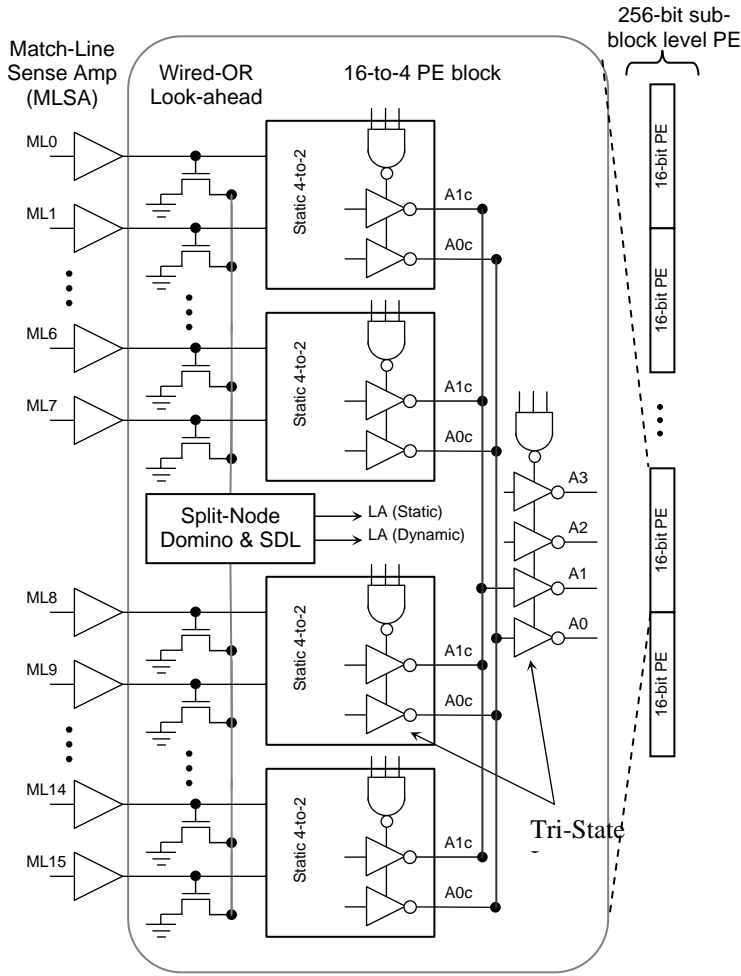 256-bit sub-
block level PE
Match-Line
Sense Amp
(MLSA)
Wired-OR
Look-ahead
16-to-4 PE block
ML0
ML1
ML6
ML7
ML8
ML9
ML14
ML15
Static 4-to-2
A1c
A0c
Static 4-to-2
A1c
A0c
Split-Node
Domino & SDL
LA (Static)
LA (Dynamic)
Static 4-to-2
A1c
A0c
Static 4-to-2
A1c
A0c
A3
A2
A1
A0
Tri-State
16-bit PE
16-bit PE
16-bit PE
16-bit PE